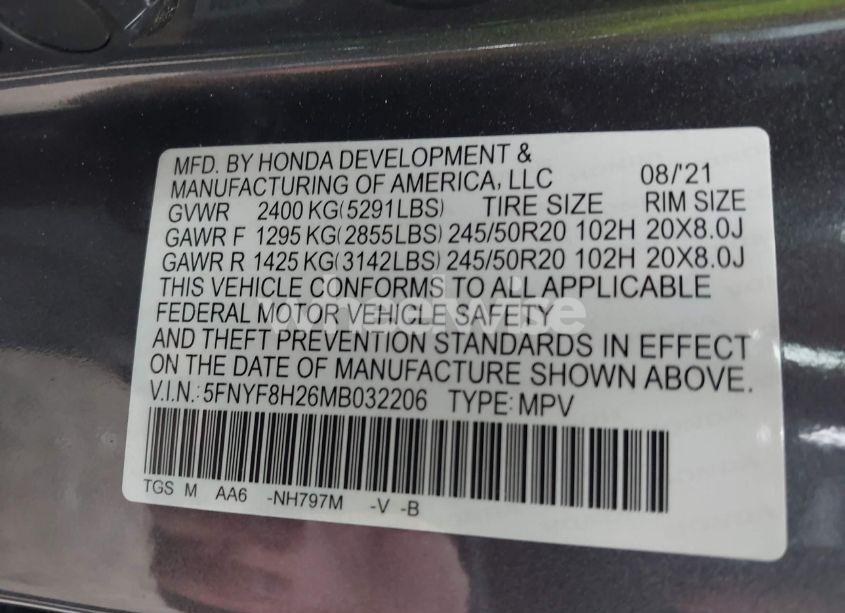 MFD. BY HONDA DEVELOPMENT &
MANUFACTURING OF AMERICA, LLC 08/'21
GVWR 2400 KG(5291LBS) TIRE SIZE RIM SIZE
GAWR F 1295 KG(2855LBS) 245/50R20 102H 20X8.0J
GAWR R 1425 KG(3142LBS) 245/50R20 102H 20X8.0J
THIS VEHICLE CONFORMS TO ALL APPLICABLE
FEDERAL MOTOR VEHICLE SAFETY
AND THEFT PREVENTION STANDARDS IN EFFECT
ON THE DATE OF MANUFACTURE SHOWN ABOVE.
V.I.N.: 5FNYF8H26MB032206 TYPE: MPV
TGS M AA6 -NH797M -V -B
wheelwise